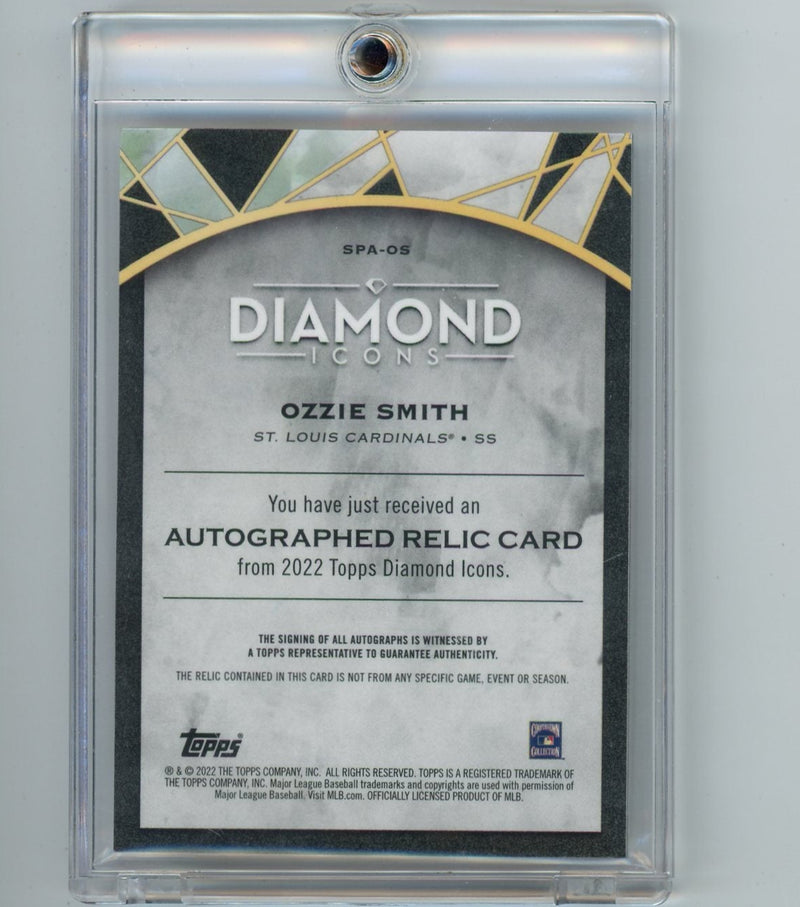 SPA-OS
DIAMOND
ICONS
OZZIE SMITH
ST. LOUIS CARDINALS® • SS
You have just received an
AUTOGRAPHED RELIC CARD
from 2022 Topps Diamond Icons.
THE SIGNING OF ALL AUTOGRAPHS IS WITNESSED BY
A TOPPS REPRESENTATIVE TO GUARANTEE AUTHENTICITY.
THE RELIC CONTAINED IN THIS CARD IS NOT FROM ANY SPECIFIC GAME, EVENT OR SEASON.
Topps®
COOPERSTOWN
COLLECTION
® & © 2022 THE TOPPS COMPANY, INC. ALL RIGHTS RESERVED. TOPPS IS A REGISTERED TRADEMARK OF
THE TOPPS COMPANY, INC. Major League Baseball trademarks and copyrights are used with permission of
Major League Baseball. Visit MLB.com. OFFICIALLY LICENSED PRODUCT OF MLB.